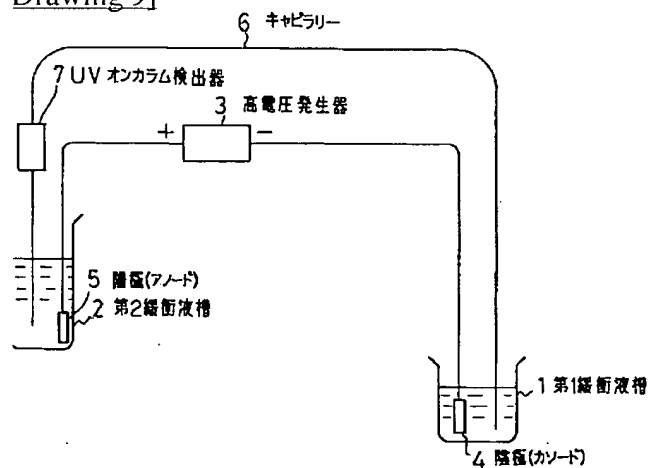 Drawing 5]
6 キャピラリー
7 UV オンカラム検出器
3 高電圧発生器
+ −
5 陽極(アノード)
2 第2緩衝液槽
1 第1緩衝液槽
4 陰極(カソード)